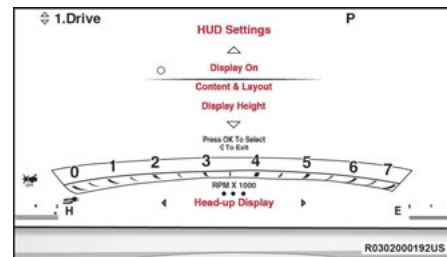 1.Drive
P
HUD Settings
Display On
Content & Layout
Display Height
Press OK To Select
To Exit
0 1 2 3 4 5 6 7
RPM X 1000
H
E
Head-up Display
R0302000192US